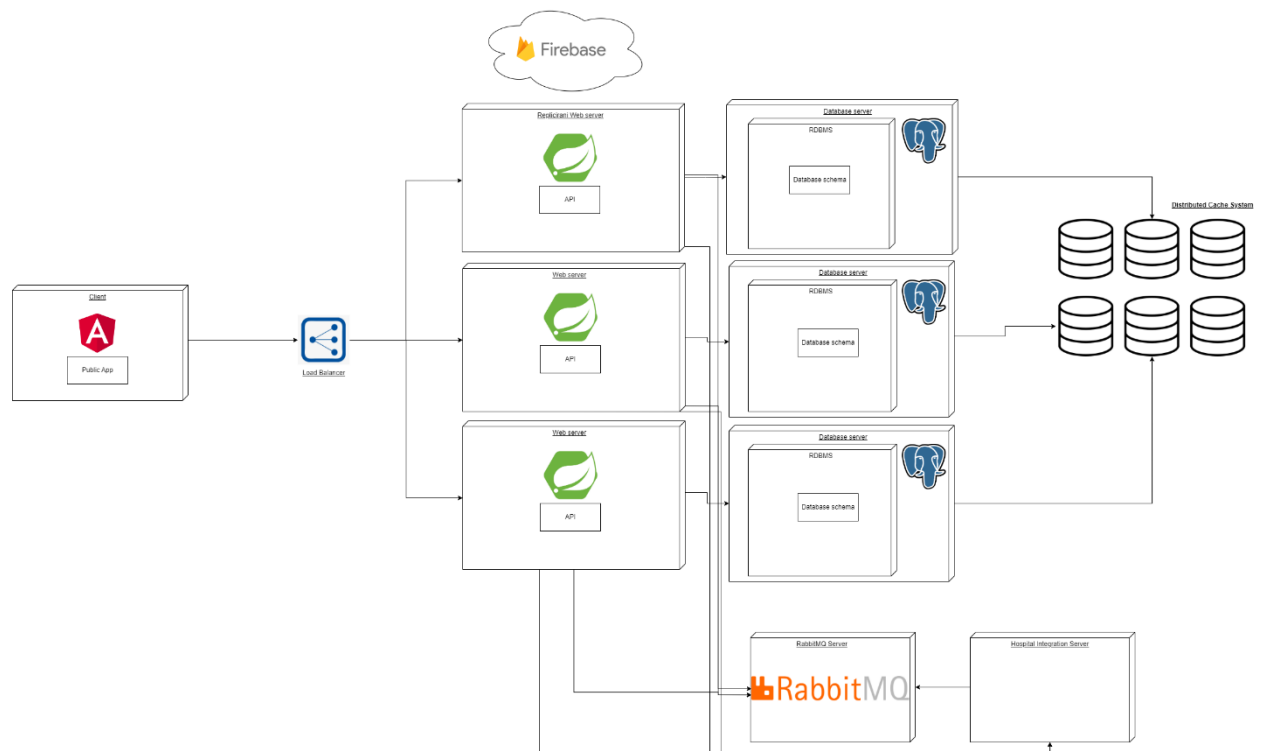 Firebase
Replicirani Web server
API
Database server
RDBMS
Database schema
Distributed Cache System
Client
Public App
Load Balancer
Web server
API
Database server
RDBMS
Database schema
Web server
API
Database server
RDBMS
Database schema
RabbitMQ Server
RabbitMQ
Hospital Integration Server